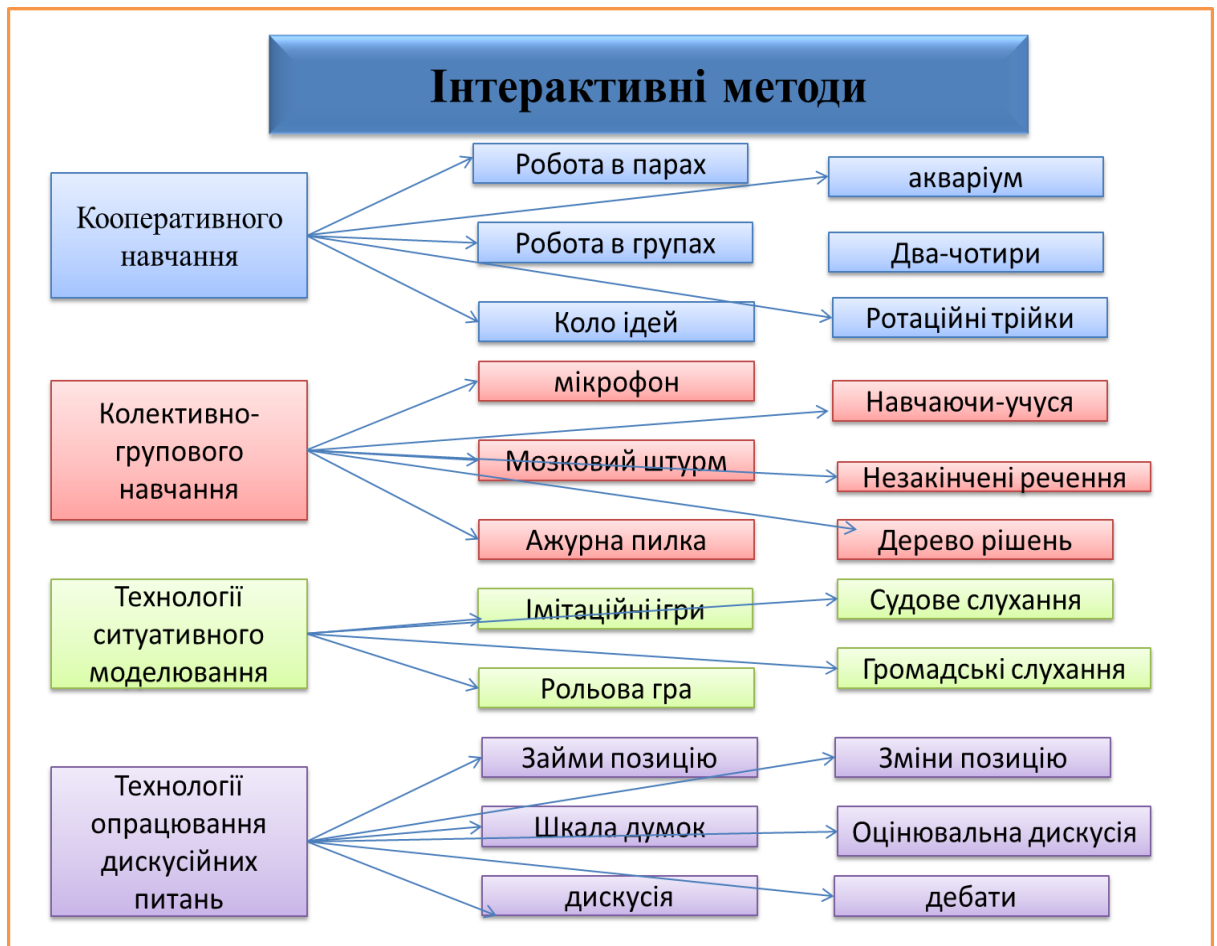 Інтерактивні методи
Кооперативного
навчання
Робота в парах
акваріум
Робота в групах
Два-чотири
Коло ідей
Ротаційні трійки
Колективно-
групового
навчання
мікрофон
Навчаючи-учуся
Мозковий штурм
Незакінчені речення
Ажурна пилка
Дерево рішень
Технології
ситуативного
моделювання
Імітаційні ігри
Судове слухання
Рольова гра
Громадські слухання
Технології
опрацювання
дискусійних
питань
Займи позицію
Зміни позицію
Шкала думок
Оцінювальна дискусія
дискусія
дебати